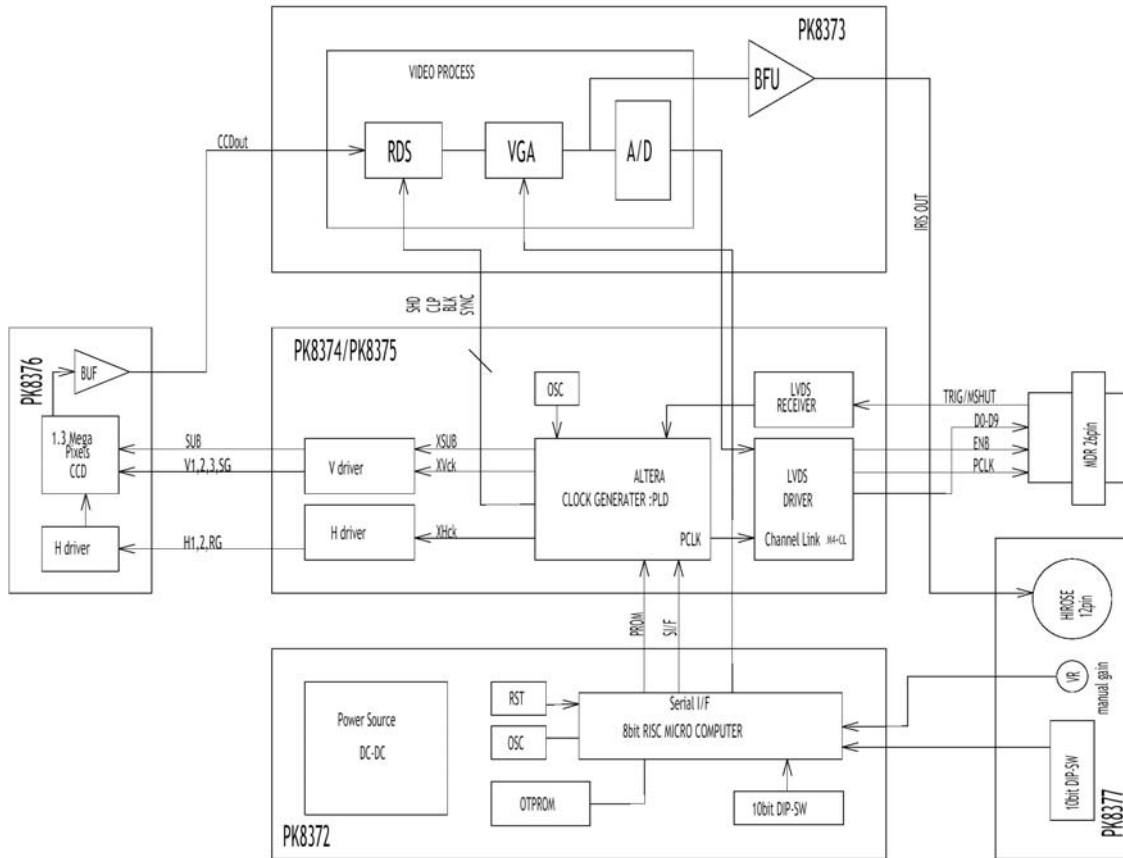 PK8373
VIDEO PROCESS
BFU
RDS
VGA
A/D
CCDout
IRIS OUT
SHD
CLP
BLK
SYNC
PK8376
BUF
1.3 Mega
Pixels
CCD
H driver
PK8374/PK8375
OSC
LVDS
RECEIVER
TRIG/MSHUT
D0-D9
ENB
PCLK
MDR 26pin
SUB
V1,2,3,SG
V driver
XSUB
XVck
ALTERA
CLOCK GENERATER :PLD
PCLK
LVDS
DRIVER
Channel Link M4-CL
H1,2,RG
H driver
XHck
HIROSE
12pin
PROM
SI/F
VR
manual gain
RST
Serial I/F
8bit RISC MICRO COMPUTER
Power Source
DC-DC
OSC
OTPROM
10bit DIP-SW
10bit DIP-SW
PK8377
PK8372